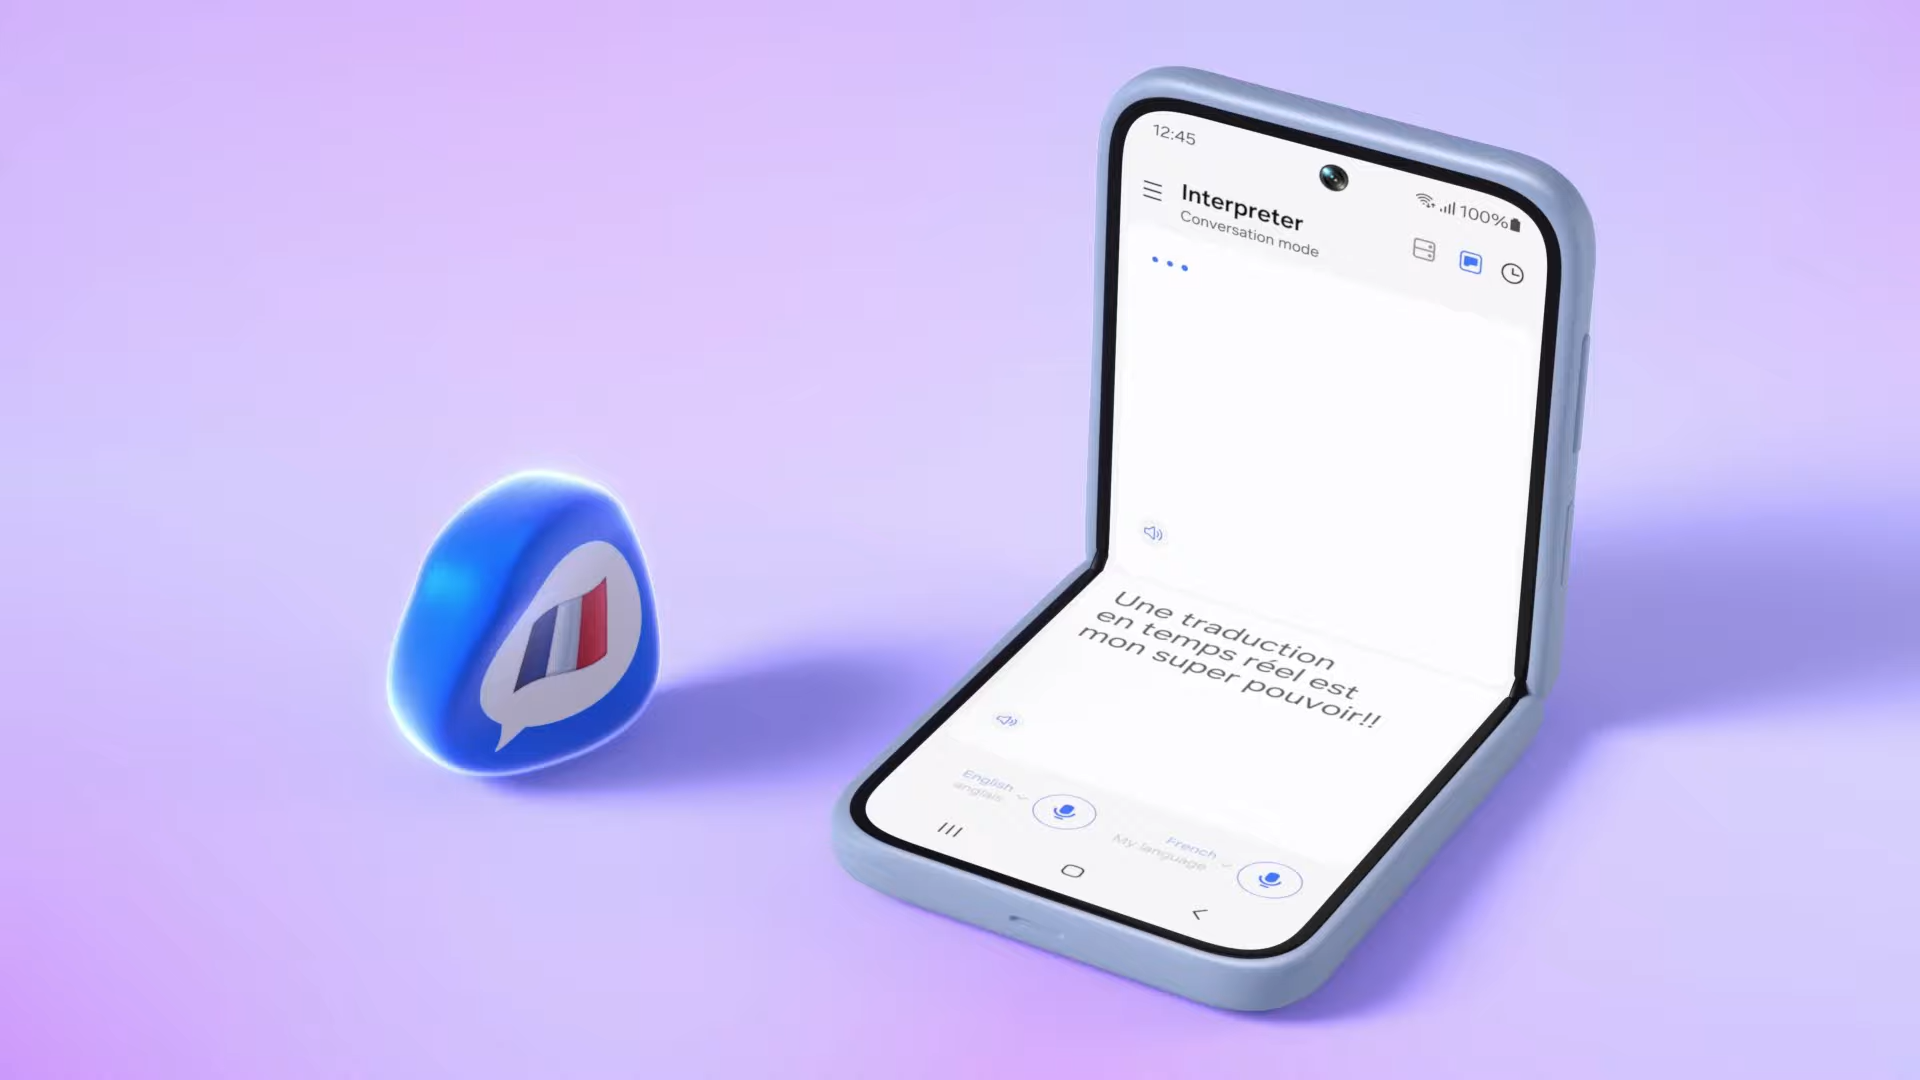 12:45
100%
Interpreter
Conversation mode
Une traduction
en temps réel est
mon super pouvoir!!
English
anglais
French
My language